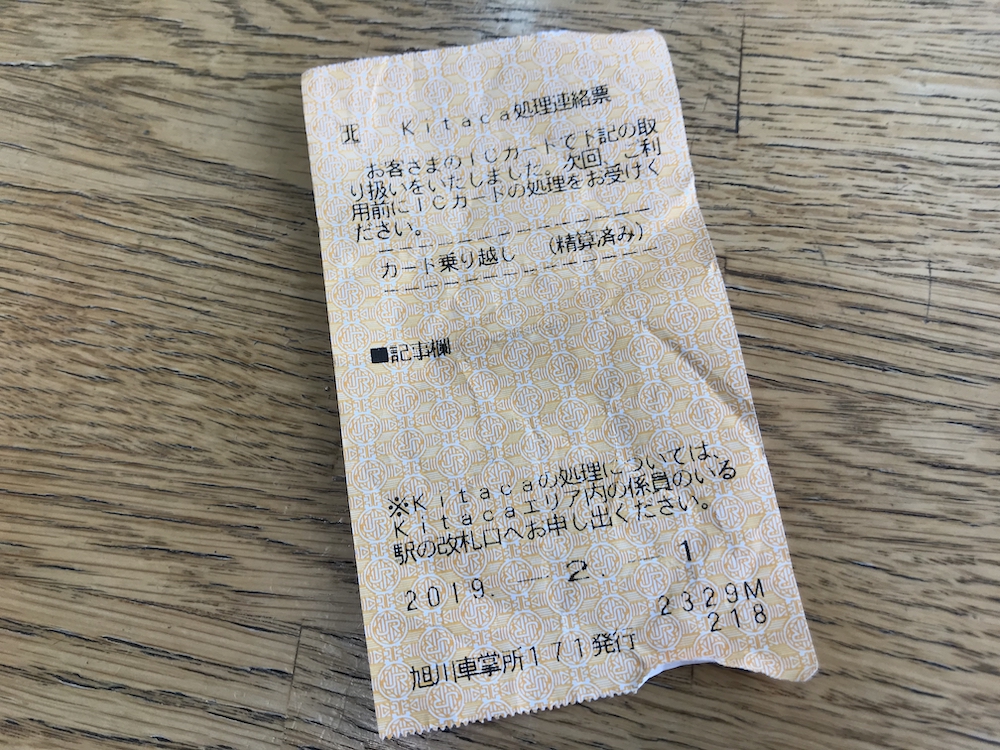 北 Kitaca処理連絡票
お客さまのICカードで下記の取
り扱いをいたしました。次回、ご利
用前にICカードの処理をお受けく
ださい。
カード乗り越し (精算済み)
■記事欄
※Kitacaの処理については、
Kitacaエリア内の係員のいる
駅の改札口へお申し出ください。
2019. 2. 1
2329M
218
旭川車掌所171発行